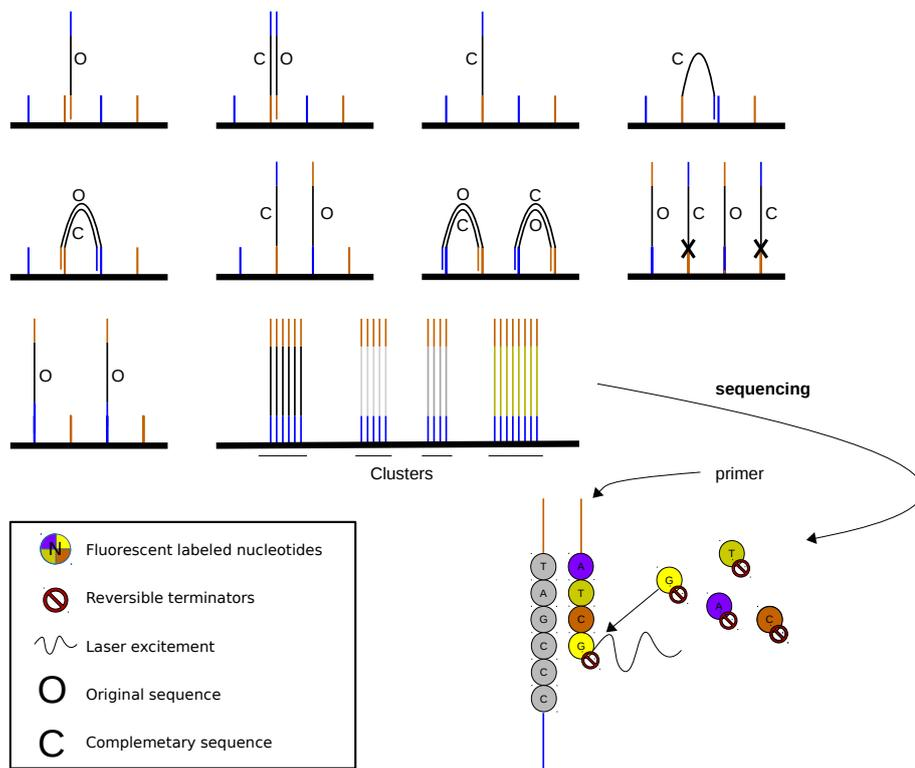 O
C O
C
C
O
C
C
O
O
C
C
O
O C O C
O O
sequencing
Clusters
primer
N Fluorescent labeled nucleotides
Reversible terminators
Laser excitement
O Original sequence
C Complemetary sequence
T A
A T
G C
C G
C
C
T
G
A
C